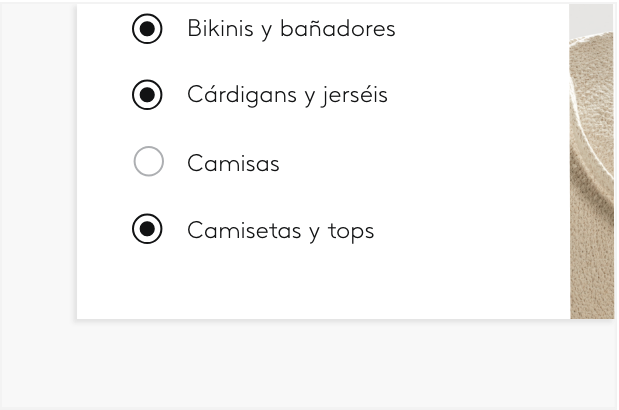 Bikinis y bañadores
Cárdigans y jerséis
Camisas
Camisetas y tops